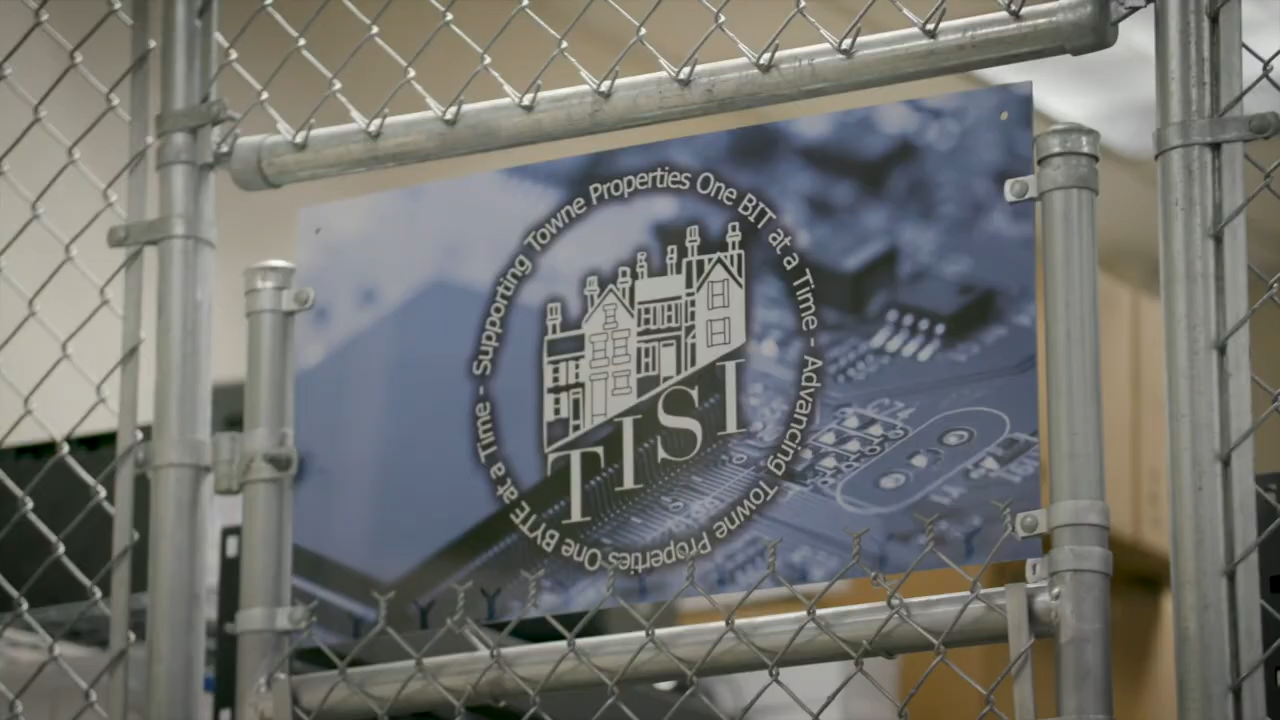 Supporting Towne Properties One BIT at a Time - Advancing Towne Properties One BYTE at a Time -
TISI